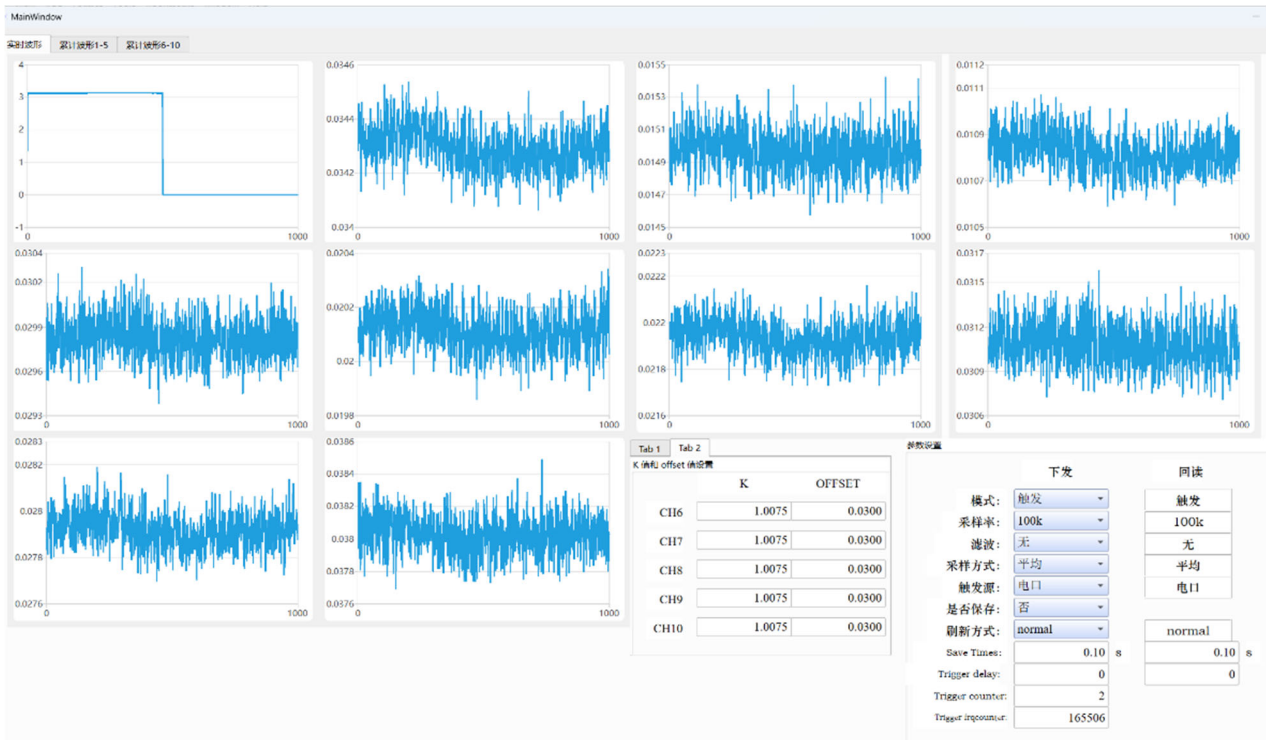 MainWindow
实时波形 累计波形1-5 累计波形6-10
4
3
2
1
0
-1
0 1000
0.0346
0.0344
0.0342
0.034
0 1000
0.0155
0.0153
0.0151
0.0149
0.0147
0.0145
0 1000
0.0112
0.0111
0.0109
0.0107
0.0105
0 1000
0.0304
0.0302
0.0299
0.0296
0.0293
0 1000
0.0204
0.0202
0.02
0.0198
0 1000
0.0223
0.0222
0.022
0.0218
0.0216
0 1000
0.0317
0.0315
0.0312
0.0309
0.0306
0 1000
0.0283
0.0282
0.028
0.0278
0.0276
0 1000
0.0386
0.0384
0.0382
0.038
0.0378
0.0376
0 1000
Tab 1 Tab 2
K 值和 offset 值设置
K OFFSET
CH6 1.0075 0.0300
CH7 1.0075 0.0300
CH8 1.0075 0.0300
CH9 1.0075 0.0300
CH10 1.0075 0.0300
参数设置
下发 回读
模式: 触发 触发
采样率: 100k 100k
滤波: 无 无
采样方式: 平均 平均
触发源: 电口 电口
是否保存: 否
刷新方式: normal normal
Save Times: 0.10 s 0.10 s
Trigger delay: 0 0
Trigger counter: 2
Trigger irqcounter: 165506